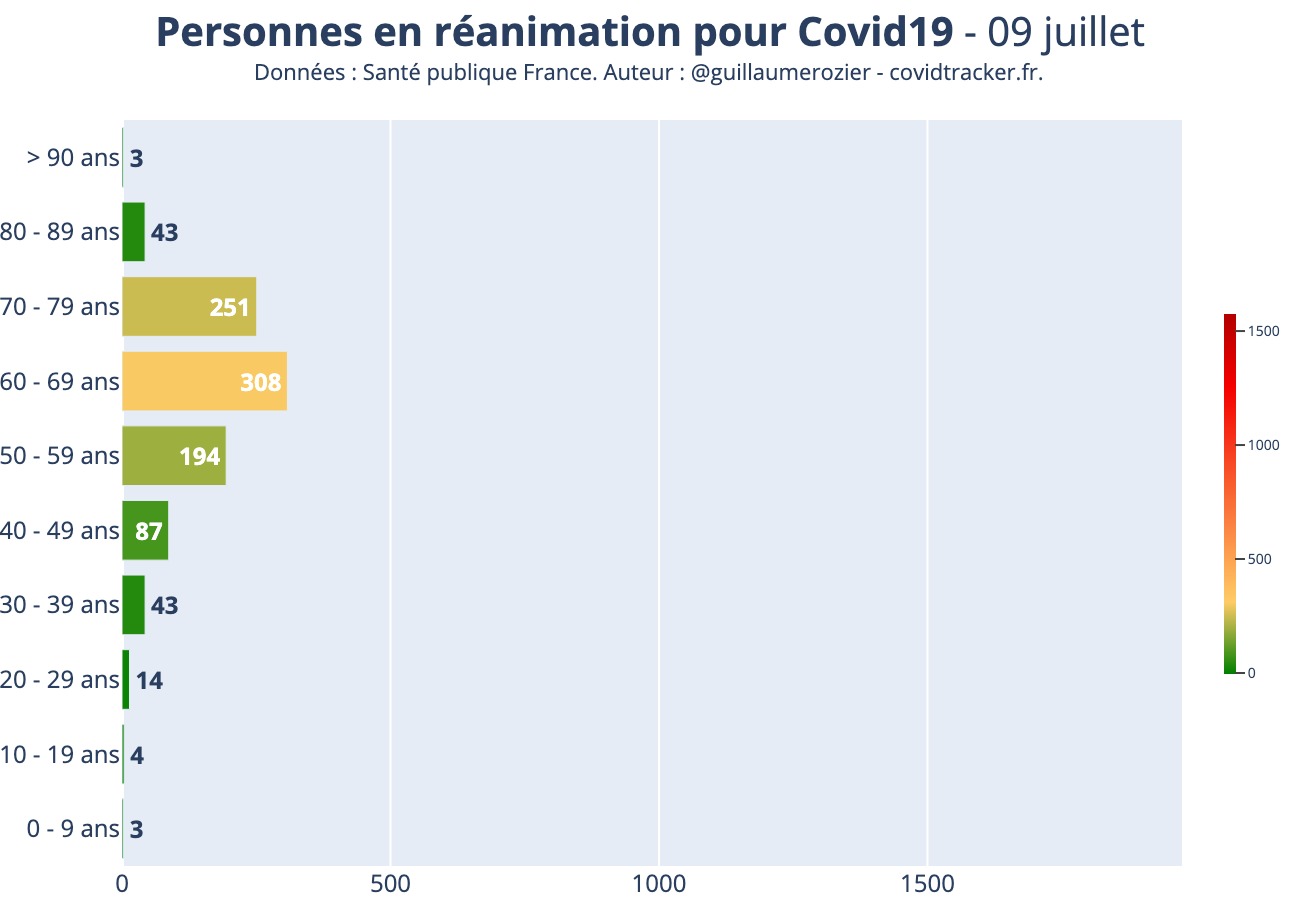 Personnes en réanimation pour Covid19 - 09 juillet
Données : Santé publique France. Auteur : @guillaumerozier - covidtracker.fr.
> 90 ans 3
80 - 89 ans 43
70 - 79 ans 251
60 - 69 ans 308
50 - 59 ans 194
40 - 49 ans 87
30 - 39 ans 43
20 - 29 ans 14
10 - 19 ans 4
0 - 9 ans 3
0 500 1000 1500
1500
1000
500
0